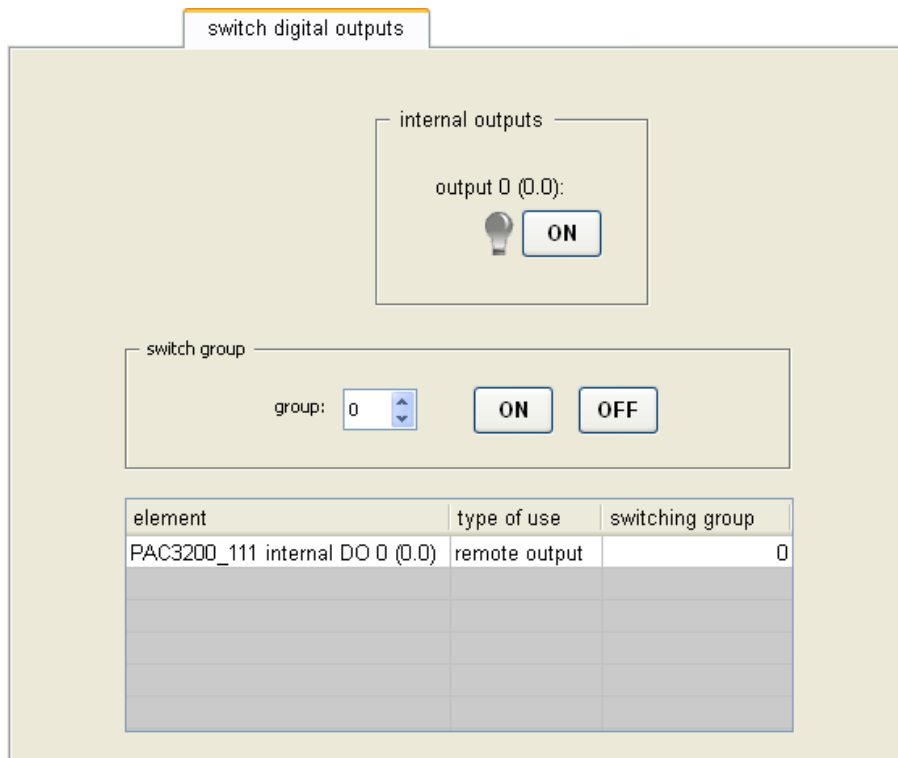 switch digital outputs
internal outputs
output 0 (0.0):
ON
switch group
group: 0 ON OFF
element type of use switching group
PAC3200_111 internal DO 0 (0.0) remote output 0